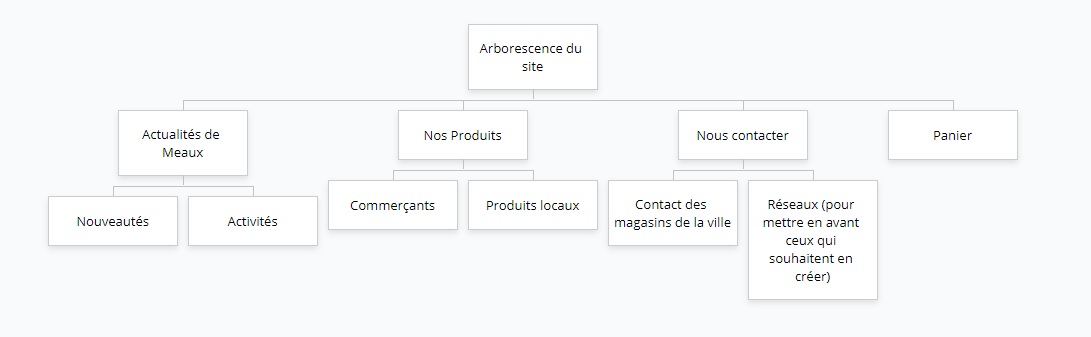 Arborescence du
site
Actualités de
Meaux
Nos Produits
Nous contacter
Panier
Nouveautés
Activités
Commerçants
Produits locaux
Contact des
magasins de la ville
Réseaux (pour
mettre en avant
ceux qui
souhaitent en
créer)